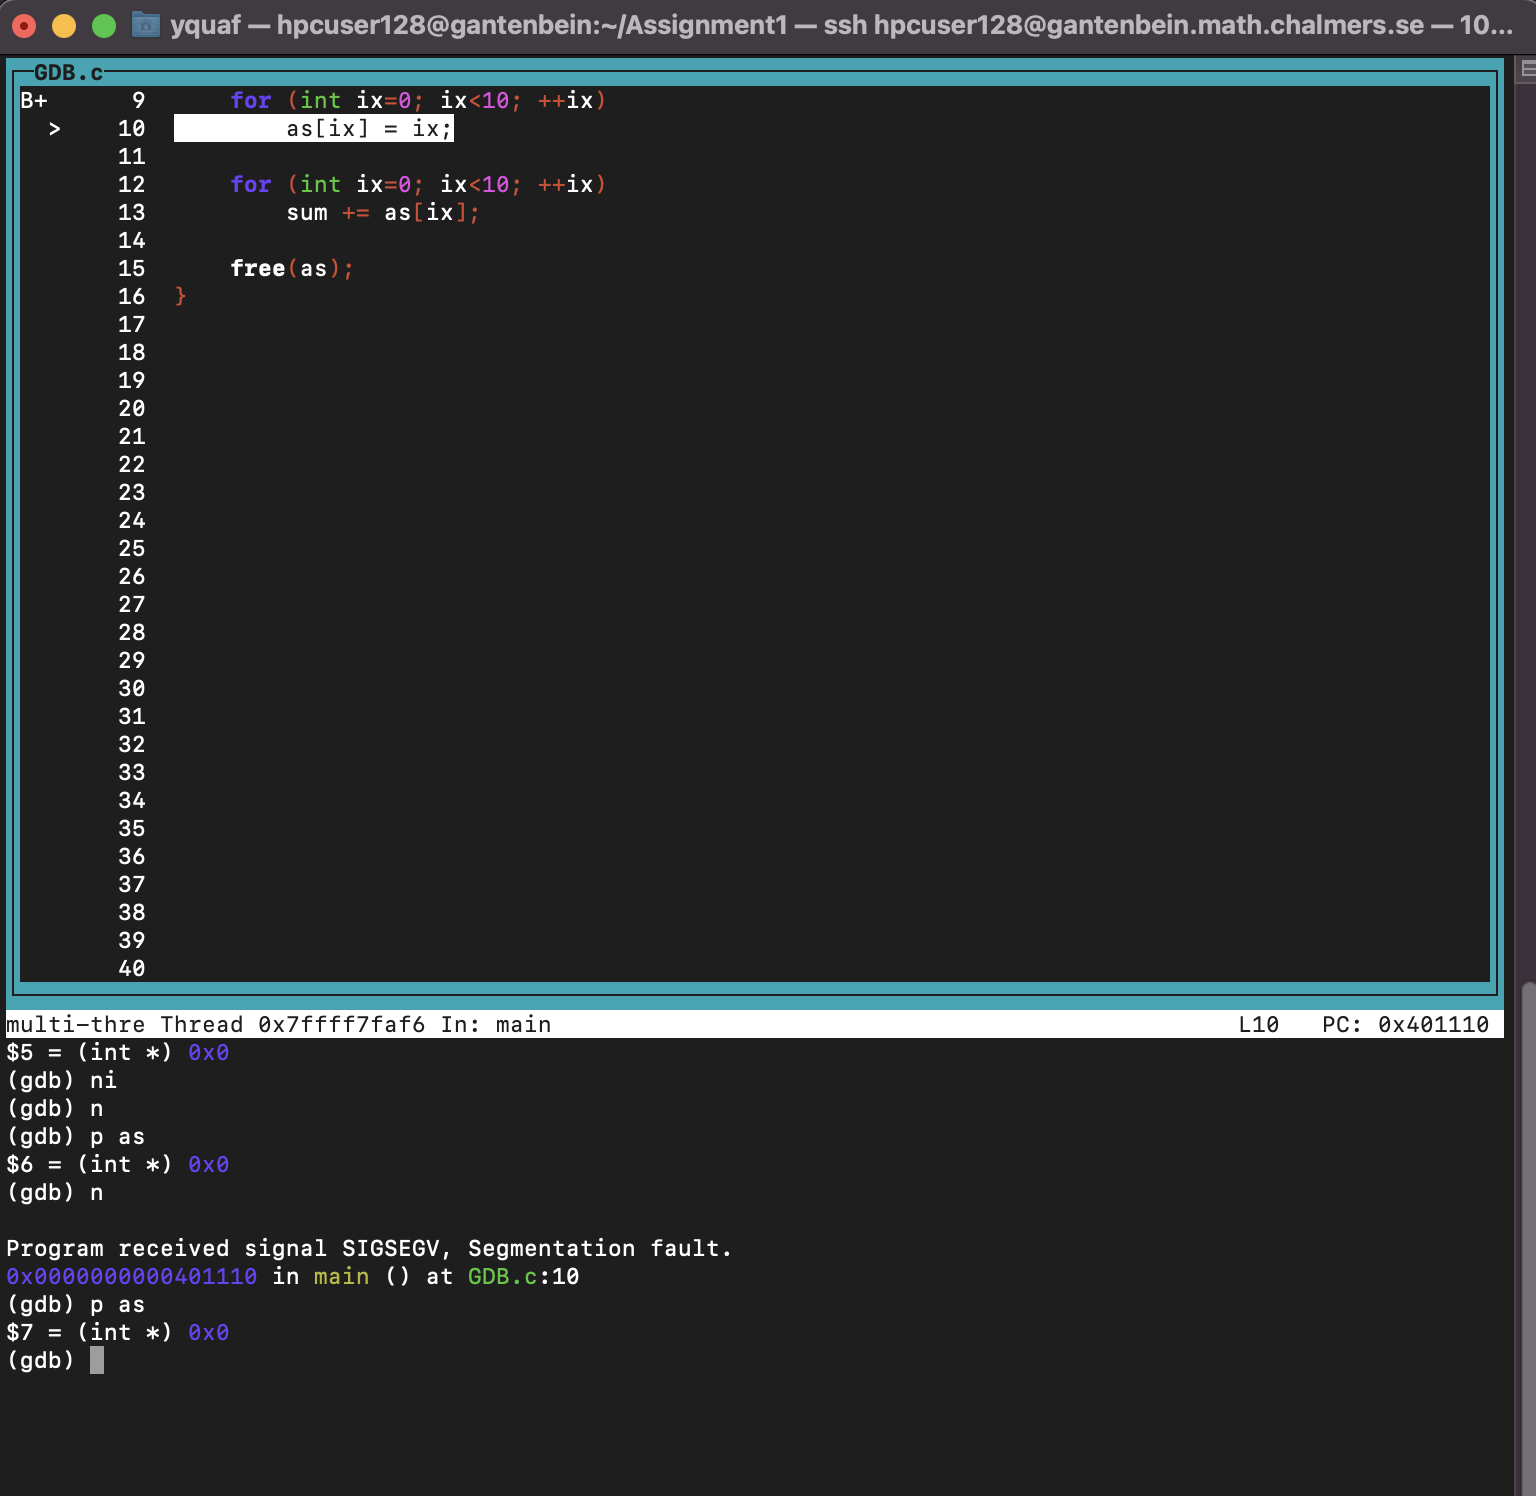 yquaf — hpcuser128@gantenbein:~/Assignment1 — ssh hpcuser128@gantenbein.math.chalmers.se — 10...
GDB.c
B+ 9 for (int ix=0; ix<10; ++ix)
> 10 as[ix] = ix;
11
12 for (int ix=0; ix<10; ++ix)
13 sum += as[ix];
14
15 free(as);
16 }
17
18
19
20
21
22
23
24
25
26
27
28
29
30
31
32
33
34
35
36
37
38
39
40
multi-thre Thread 0x7ffff7faf6 In: main L10 PC: 0x401110
$5 = (int *) 0x0
(gdb) ni
(gdb) n
(gdb) p as
$6 = (int *) 0x0
(gdb) n
Program received signal SIGSEGV, Segmentation fault.
0x0000000000401110 in main () at GDB.c:10
(gdb) p as
$7 = (int *) 0x0
(gdb)